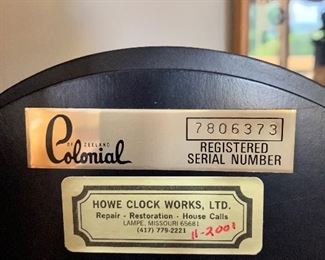 Colonial
OF ZEELAND
7806373
REGISTERED
SERIAL NUMBER
HOWE CLOCK WORKS, LTD.
Repair - Restoration - House Calls
LAMPE, MISSOURI 65681
(417) 779-2221
11-2001